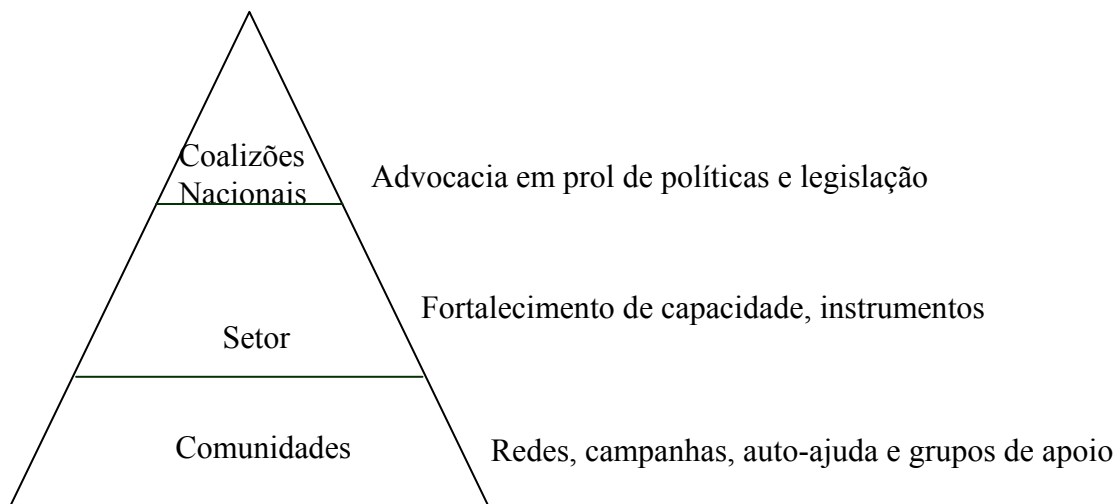 Coalizões
Nacionais
Advocacia em prol de políticas e legislação
Fortalecimento de capacidade, instrumentos
Setor
Comunidades
Redes, campanhas, auto-ajuda e grupos de apoio